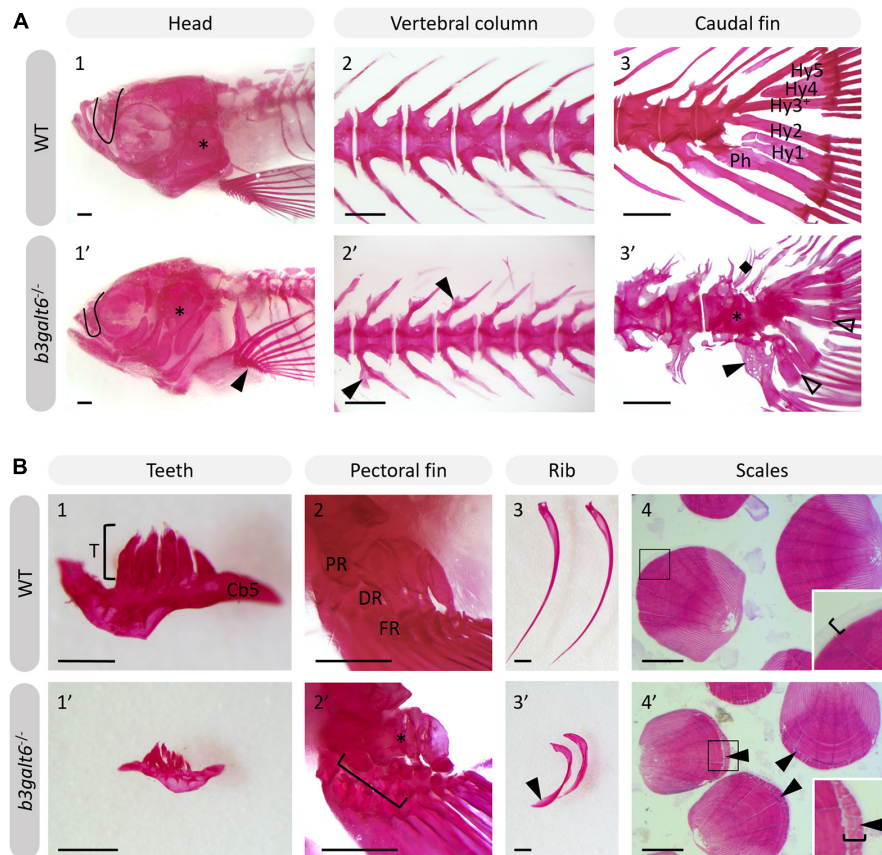 A
Head
Vertebral column
Caudal fin
WT
1
*
2
3
Hy5
Hy4
Hy3+
Hy2
Hy1
Ph
b3galt6-/-
1’
*
2’
3’
*
B
Teeth
Pectoral fin
Rib
Scales
WT
1
T
Cb5
2
PR
DR
FR
3
4
b3galt6-/-
1’
2’
*
3’
4’